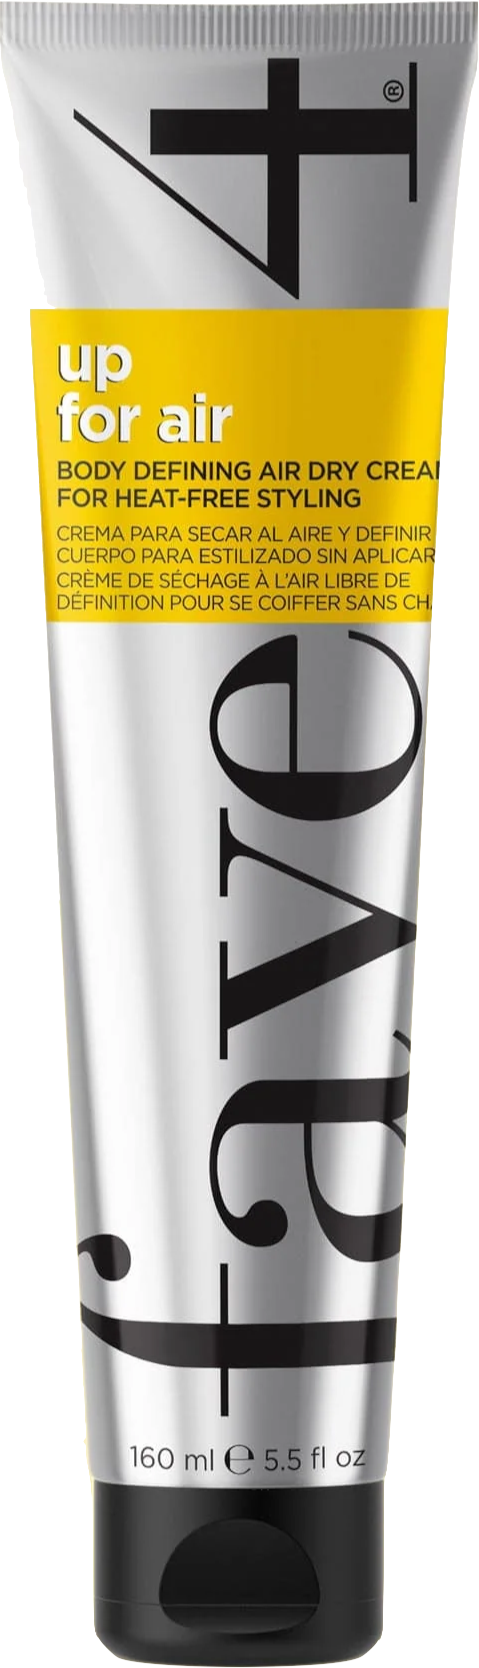 fave4®
up
for air
BODY DEFINING AIR DRY CREA
FOR HEAT-FREE STYLING
CREMA PARA SECAR AL AIRE Y DEFINIR
CUERPO PARA ESTILIZADO SIN APLICAR
CRÈME DE SÉCHAGE À L'AIR LIBRE DE
DÉFINITION POUR SE COIFFER SANS CH
160 ml ℮ 5.5 fl oz